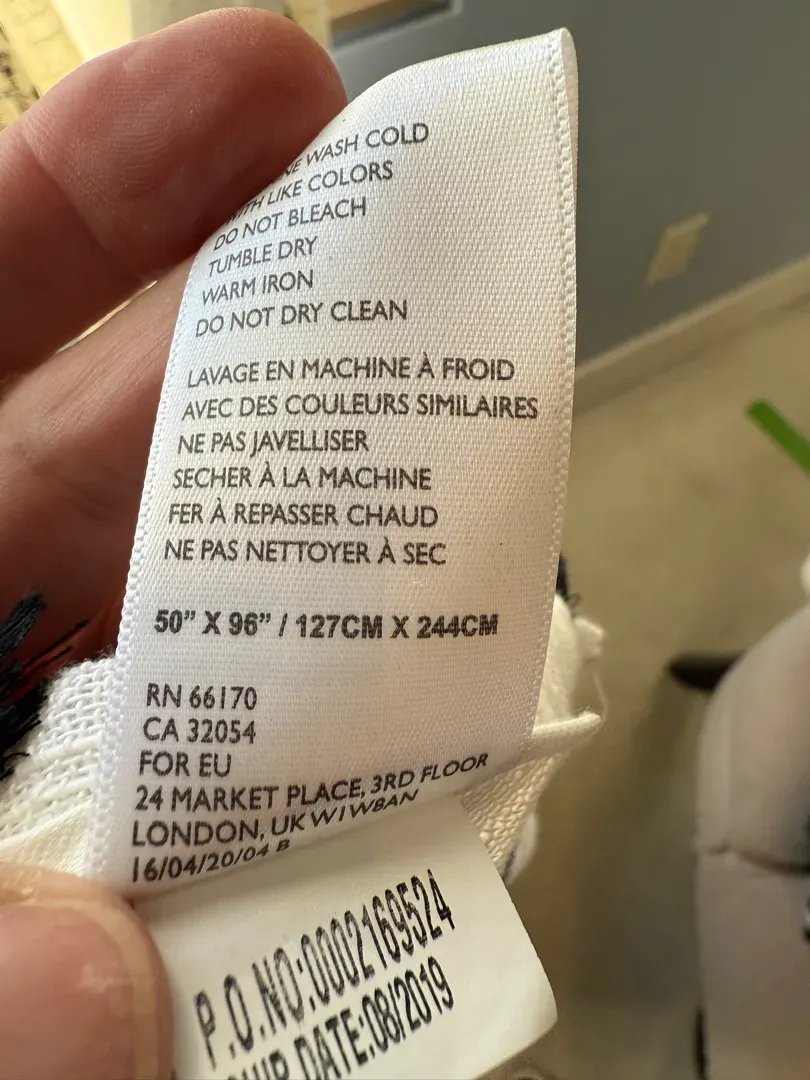 WASH COLD
LIKE COLORS
DO NOT BLEACH
TUMBLE DRY
WARM IRON
DO NOT DRY CLEAN
LAVAGE EN MACHINE À FROID
AVEC DES COULEURS SIMILAIRES
NE PAS JAVELLISER
SECHER À LA MACHINE
FER À REPASSER CHAUD
NE PAS NETTOYER À SEC
50” X 96” / 127CM X 244CM
RN 66170
CA 32054
FOR EU
24 MARKET PLACE, 3RD FLOOR
LONDON, UK W1W8AN
16/04/20/04 B
P.O.NO:0002169524
DATE:08/2019